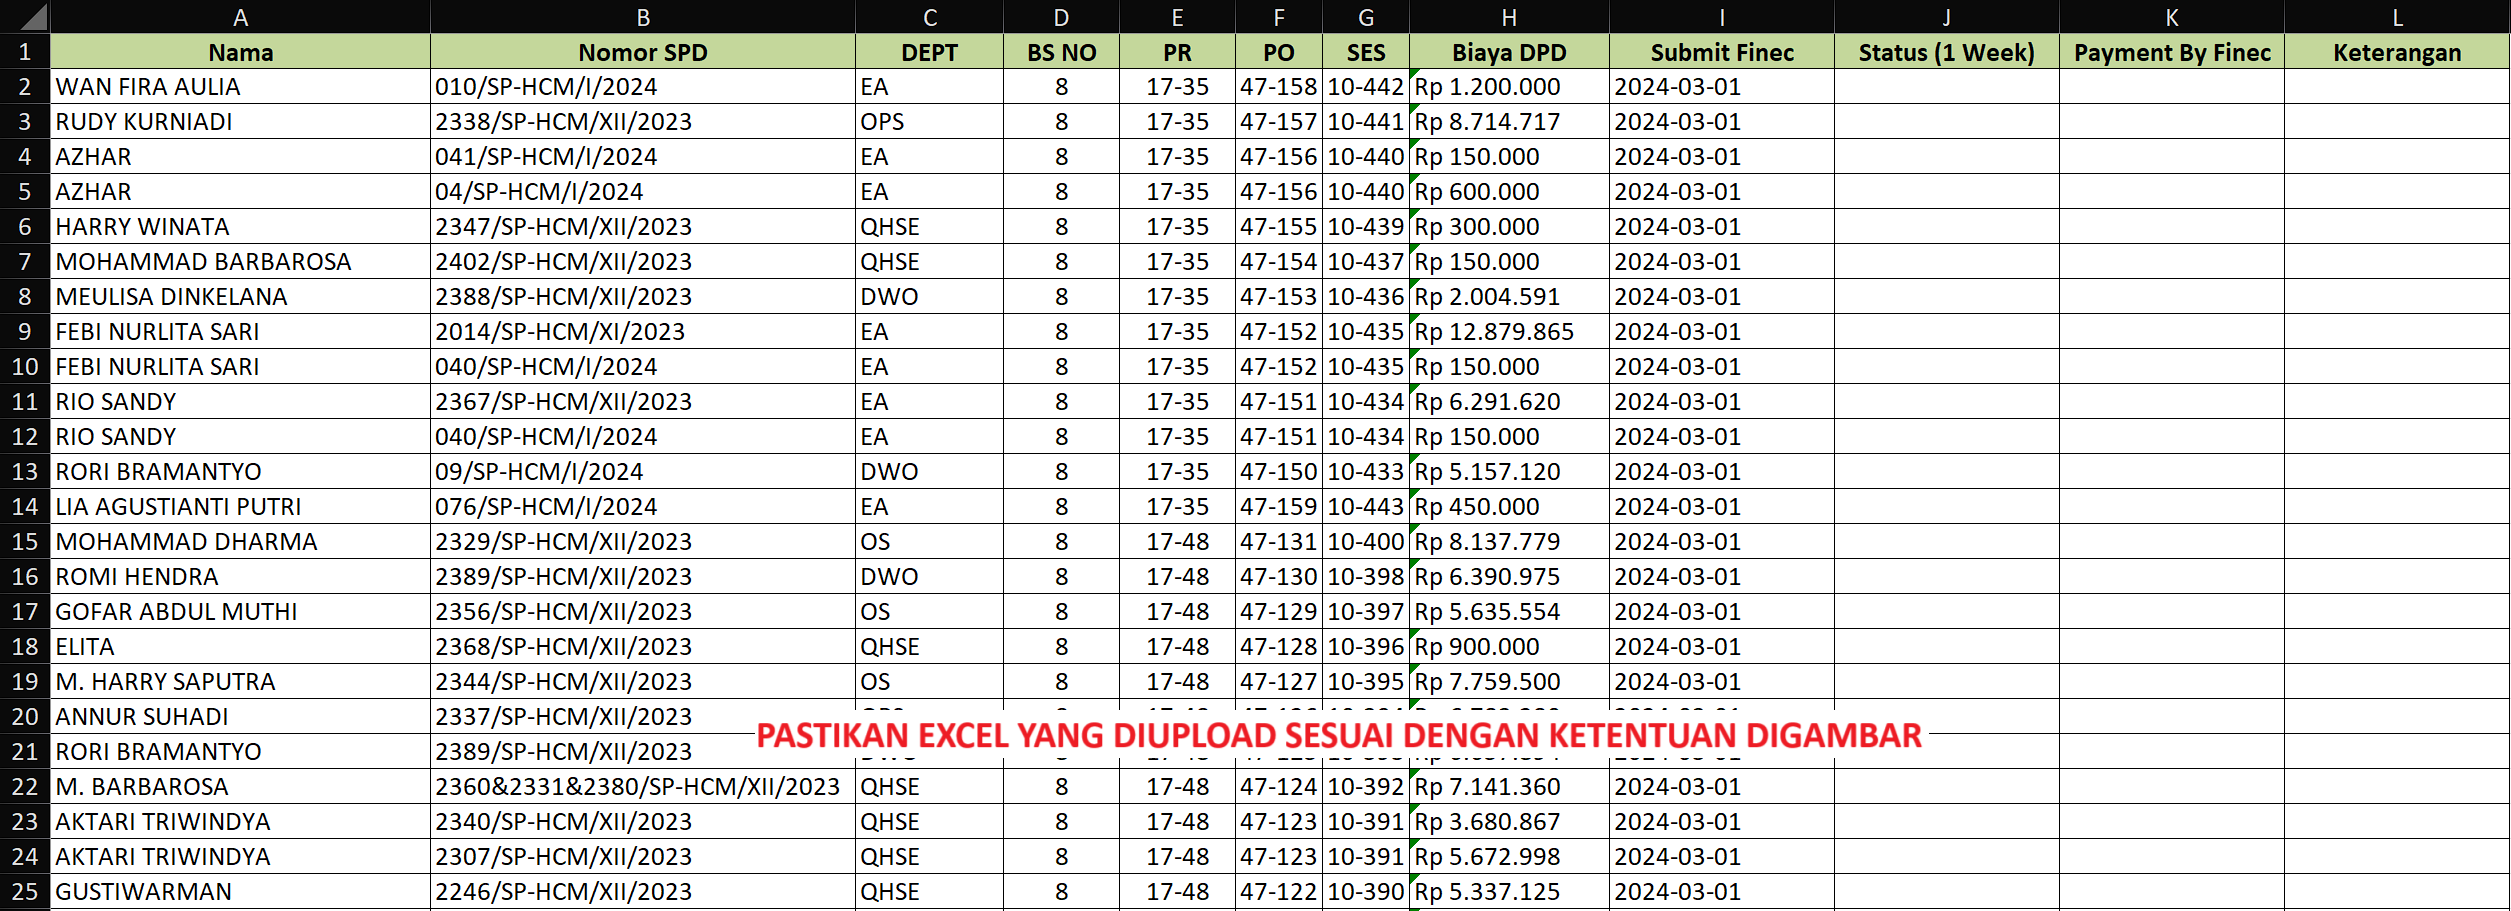 A B C D E F G H I J K L
1 Nama Nomor SPD DEPT BS NO PR PO SES Biaya DPD Submit Finec Status (1 Week) Payment By Finec Keterangan
2 WAN FIRA AULIA 010/SP-HCM/I/2024 EA 8 17-35 47-158 10-442 Rp 1.200.000 2024-03-01
3 RUDY KURNIADI 2338/SP-HCM/XII/2023 OPS 8 17-35 47-157 10-441 Rp 8.714.717 2024-03-01
4 AZHAR 041/SP-HCM/I/2024 EA 8 17-35 47-156 10-440 Rp 150.000 2024-03-01
5 AZHAR 04/SP-HCM/I/2024 EA 8 17-35 47-156 10-440 Rp 600.000 2024-03-01
6 HARRY WINATA 2347/SP-HCM/XII/2023 QHSE 8 17-35 47-155 10-439 Rp 300.000 2024-03-01
7 MOHAMMAD BARBAROSA 2402/SP-HCM/XII/2023 QHSE 8 17-35 47-154 10-437 Rp 150.000 2024-03-01
8 MEULISA DINKELANA 2388/SP-HCM/XII/2023 DWO 8 17-35 47-153 10-436 Rp 2.004.591 2024-03-01
9 FEBI NURLITA SARI 2014/SP-HCM/XI/2023 EA 8 17-35 47-152 10-435 Rp 12.879.865 2024-03-01
10 FEBI NURLITA SARI 040/SP-HCM/I/2024 EA 8 17-35 47-152 10-435 Rp 150.000 2024-03-01
11 RIO SANDY 2367/SP-HCM/XII/2023 EA 8 17-35 47-151 10-434 Rp 6.291.620 2024-03-01
12 RIO SANDY 040/SP-HCM/I/2024 EA 8 17-35 47-151 10-434 Rp 150.000 2024-03-01
13 RORI BRAMANTYO 09/SP-HCM/I/2024 DWO 8 17-35 47-150 10-433 Rp 5.157.120 2024-03-01
14 LIA AGUSTIANTI PUTRI 076/SP-HCM/I/2024 EA 8 17-35 47-159 10-443 Rp 450.000 2024-03-01
15 MOHAMMAD DHARMA 2329/SP-HCM/XII/2023 OS 8 17-48 47-131 10-400 Rp 8.137.779 2024-03-01
16 ROMI HENDRA 2389/SP-HCM/XII/2023 DWO 8 17-48 47-130 10-398 Rp 6.390.975 2024-03-01
17 GOFAR ABDUL MUTHI 2356/SP-HCM/XII/2023 OS 8 17-48 47-129 10-397 Rp 5.635.554 2024-03-01
18 ELITA 2368/SP-HCM/XII/2023 QHSE 8 17-48 47-128 10-396 Rp 900.000 2024-03-01
19 M. HARRY SAPUTRA 2344/SP-HCM/XII/2023 OS 8 17-48 47-127 10-395 Rp 7.759.500 2024-03-01
20 ANNUR SUHADI 2337/SP-HCM/XII/2023
PASTIKAN EXCEL YANG DIUPLOAD SESUAI DENGAN KETENTUAN DIGAMBAR
21 RORI BRAMANTYO 2389/SP-HCM/XII/2023
22 M. BARBAROSA 2360&2331&2380/SP-HCM/XII/2023 QHSE 8 17-48 47-124 10-392 Rp 7.141.360 2024-03-01
23 AKTARI TRIWINDYA 2340/SP-HCM/XII/2023 QHSE 8 17-48 47-123 10-391 Rp 3.680.867 2024-03-01
24 AKTARI TRIWINDYA 2307/SP-HCM/XII/2023 QHSE 8 17-48 47-123 10-391 Rp 5.672.998 2024-03-01
25 GUSTIWARMAN 2246/SP-HCM/XII/2023 QHSE 8 17-48 47-122 10-390 Rp 5.337.125 2024-03-01